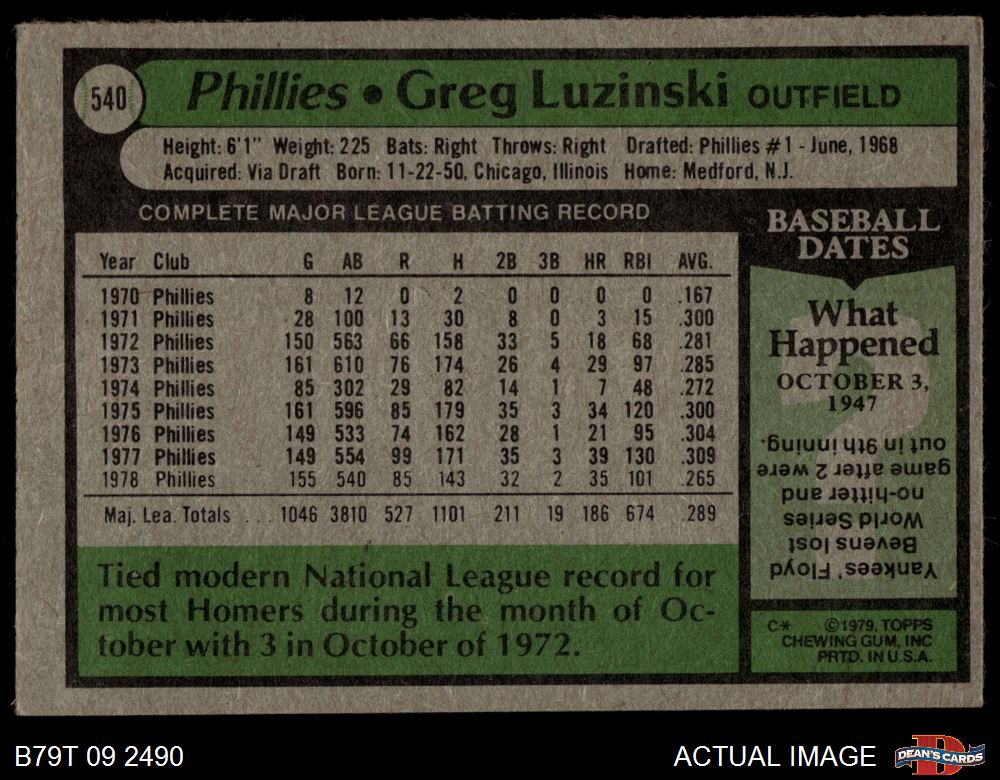 540
Phillies • Greg Luzinski OUTFIELD
Height: 6'1" Weight: 225 Bats: Right Throws: Right Drafted: Phillies #1 - June, 1968
Acquired: Via Draft Born: 11-22-50, Chicago, Illinois Home: Medford, N.J.
COMPLETE MAJOR LEAGUE BATTING RECORD
Year Club G AB R H 2B 3B HR RBI AVG.
1970 Phillies 8 12 0 2 0 0 0 0 .167
1971 Phillies 28 100 13 30 8 0 3 15 .300
1972 Phillies 150 563 66 158 33 5 18 68 .281
1973 Phillies 161 610 76 174 26 4 29 97 .285
1974 Phillies 85 302 29 82 14 1 7 48 .272
1975 Phillies 161 596 85 179 35 3 34 120 .300
1976 Phillies 149 533 74 162 28 1 21 95 .304
1977 Phillies 149 554 99 171 35 3 39 130 .309
1978 Phillies 155 540 85 143 32 2 35 101 .265
Maj. Lea. Totals ... 1046 3810 527 1101 211 19 186 674 .289
Tied modern National League record for
most Homers during the month of Oc-
tober with 3 in October of 1972.
BASEBALL
DATES
What
Happened
OCTOBER 3,
1947
Yankees' Floyd
Bevens lost
World Series
no-hitter and
game after 2 were
out in 9th inning.
C* ©1979, TOPPS
CHEWING GUM, INC
PRTD. IN U.S.A.
B79T 09 2490
ACTUAL IMAGE
D
DEAN'S CARDS